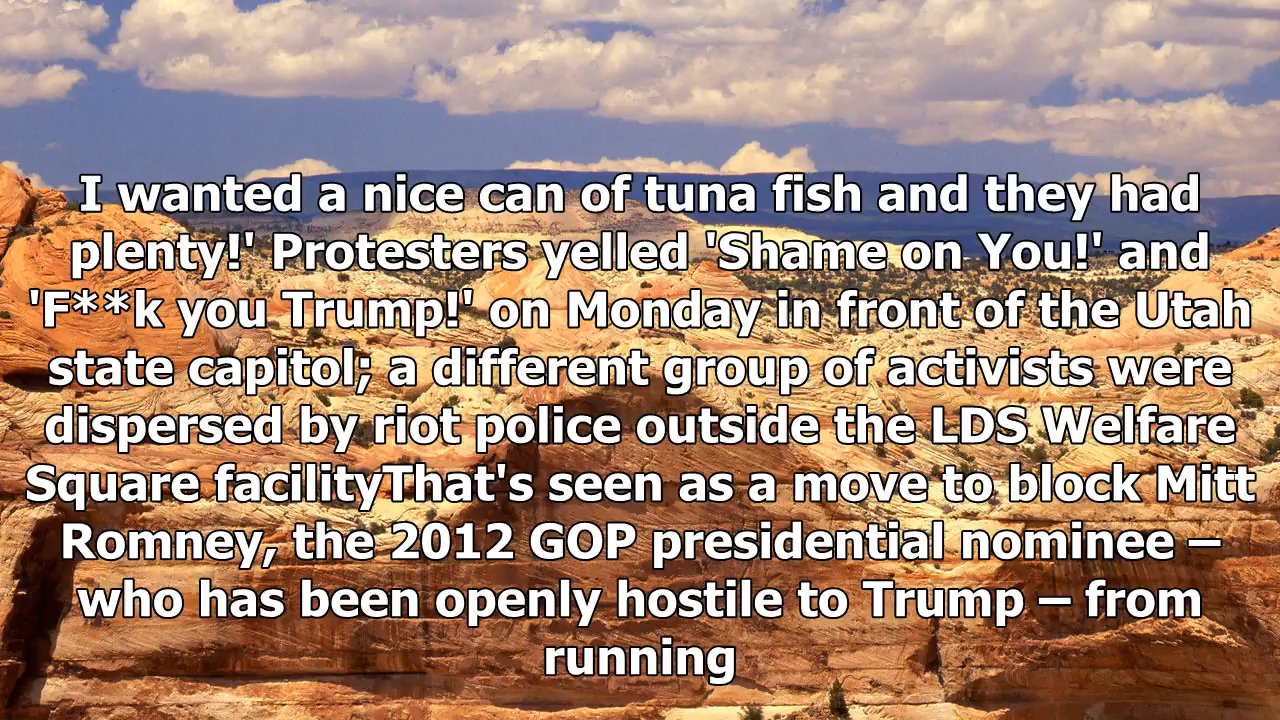 I wanted a nice can of tuna fish and they had
plenty!' Protesters yelled 'Shame on You!' and
'F**k you Trump!' on Monday in front of the Utah
state capitol; a different group of activists were
dispersed by riot police outside the LDS Welfare
Square facilityThat's seen as a move to block Mitt
Romney, the 2012 GOP presidential nominee –
who has been openly hostile to Trump – from
running